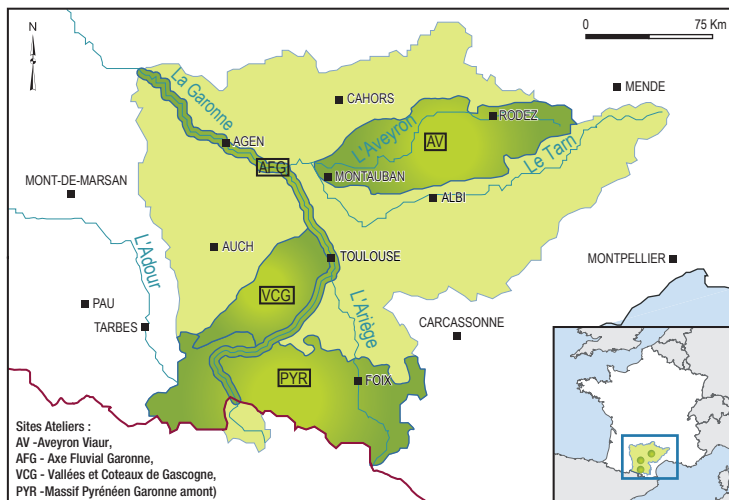 N
0 75 Km
MENDE
La Garonne
CAHORS
RODEZ
AGEN
L'Aveyron
AV
Le Tarn
AFG
MONTAUBAN
MONT-DE-MARSAN
ALBI
L'Adour
AUCH
TOULOUSE
MONTPELLIER
VCG
L'Ariège
PAU
TARBES
CARCASSONNE
PYR
FOIX
Sites Ateliers :
AV -Aveyron Viaur,
AFG - Axe Fluvial Garonne,
VCG - Vallées et Coteaux de Gascogne,
PYR -Massif Pyrénéen Garonne amont)